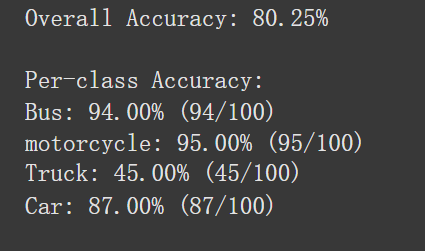 Overall Accuracy: 80.25%
Per-class Accuracy:
Bus: 94.00% (94/100)
motorcycle: 95.00% (95/100)
Truck: 45.00% (45/100)
Car: 87.00% (87/100)